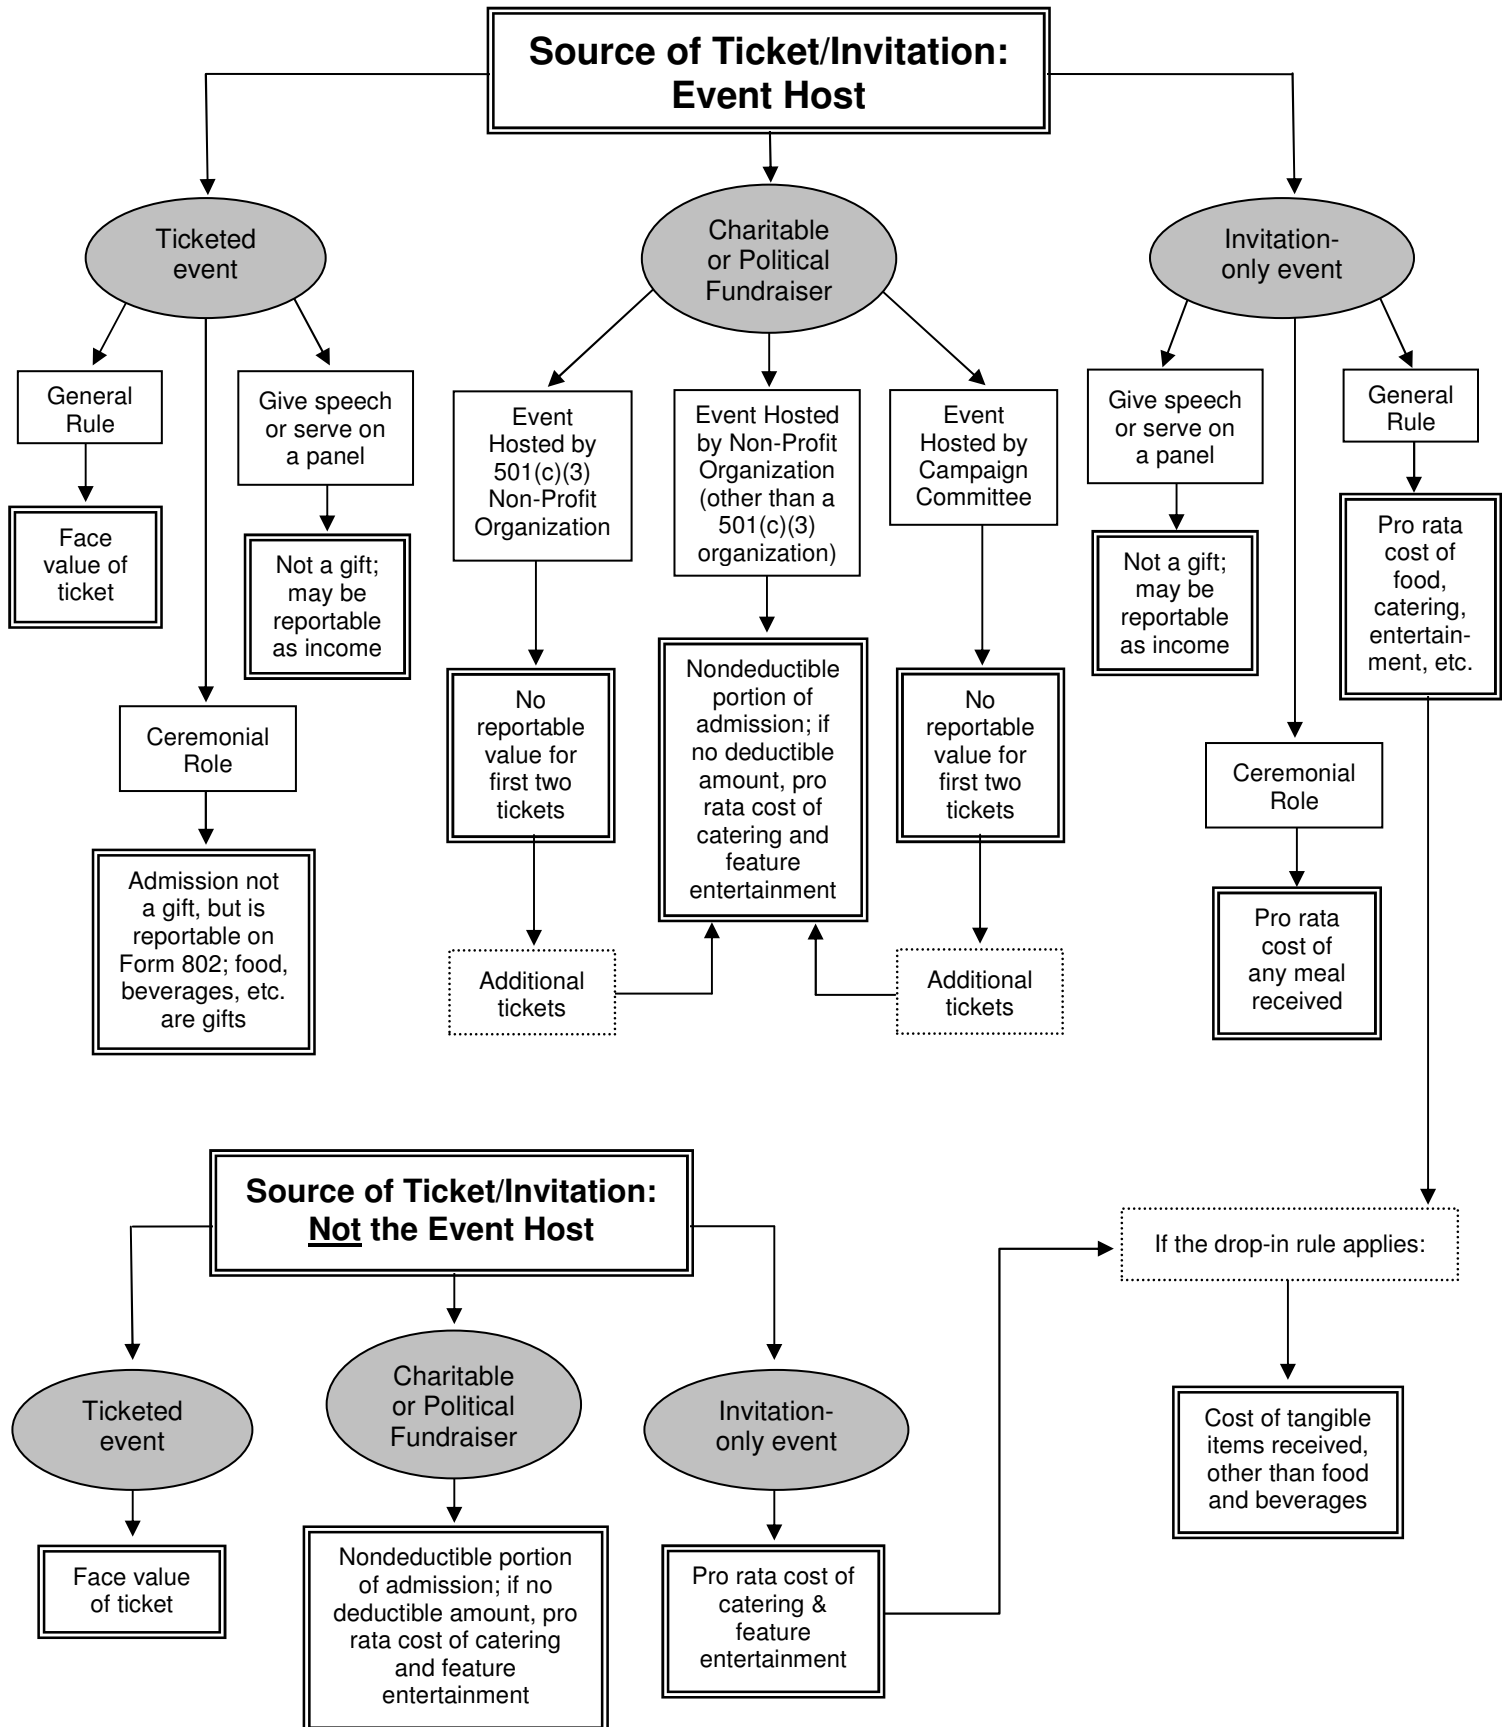 Source of Ticket/Invitation:
Event Host
Ticketed
event
Charitable
or Political
Fundraiser
Invitation-
only event
General
Rule
Face
value of
ticket
Give speech
or serve on
a panel
Not a gift;
may be
reportable
as income
Ceremonial
Role
Admission not
a gift, but is
reportable on
Form 802; food,
beverages, etc.
are gifts
Event
Hosted by
501(c)(3)
Non-Profit
Organization
No
reportable
value for
first two
tickets
Additional
tickets
Event Hosted
by Non-Profit
Organization
(other than a
501(c)(3)
organization)
Nondeductible
portion of
admission; if
no deductible
amount, pro
rata cost of
catering and
feature
entertainment
Event
Hosted by
Campaign
Committee
No
reportable
value for
first two
tickets
Additional
tickets
Give speech
or serve on
a panel
Not a gift;
may be
reportable
as income
Ceremonial
Role
Pro rata
cost of
any meal
received
General
Rule
Pro rata
cost of
food,
catering,
entertain-
ment, etc.
Source of Ticket/Invitation:
Not the Event Host
Ticketed
event
Face value
of ticket
Charitable
or Political
Fundraiser
Nondeductible portion
of admission; if no
deductible amount, pro
rata cost of catering
and feature
entertainment
Invitation-
only event
Pro rata cost of
catering &
feature
entertainment
If the drop-in rule applies:
Cost of tangible
items received,
other than food
and beverages